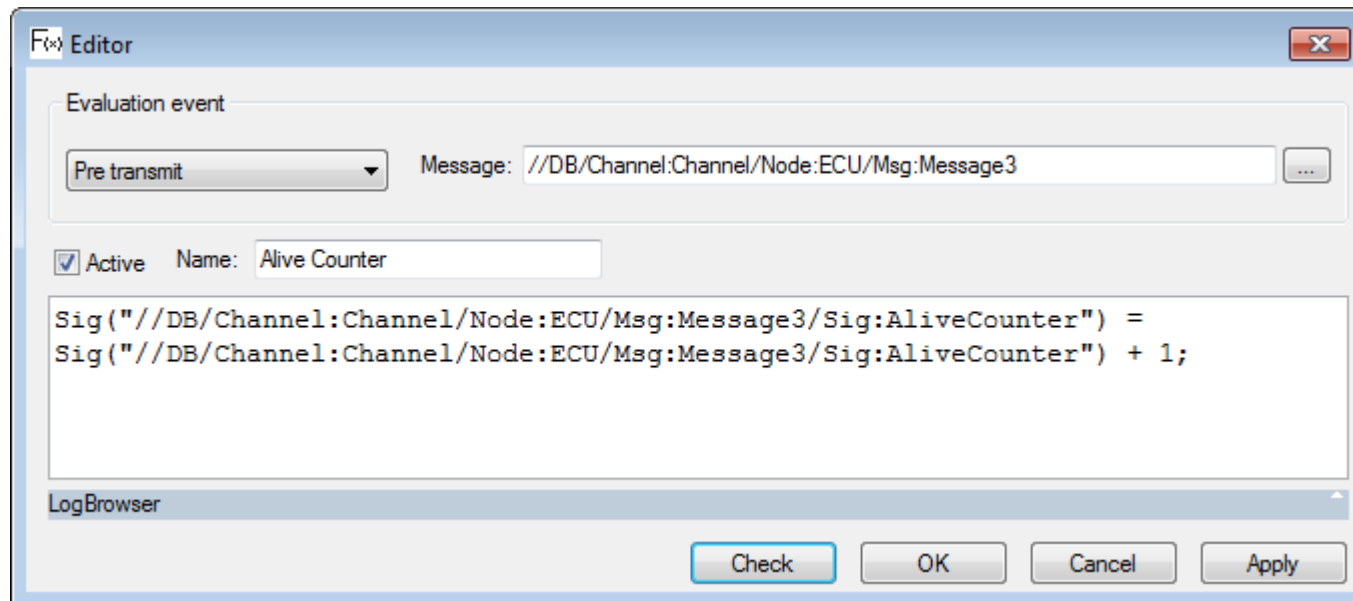 F(x) Editor
Evaluation event
Pre transmit Message: //DB/Channel:Channel/Node:ECU/Msg:Message3 ...
Active Name: Alive Counter
Sig("//DB/Channel:Channel/Node:ECU/Msg:Message3/Sig:AliveCounter") =
Sig("//DB/Channel:Channel/Node:ECU/Msg:Message3/Sig:AliveCounter") + 1;
LogBrowser
Check OK Cancel Apply